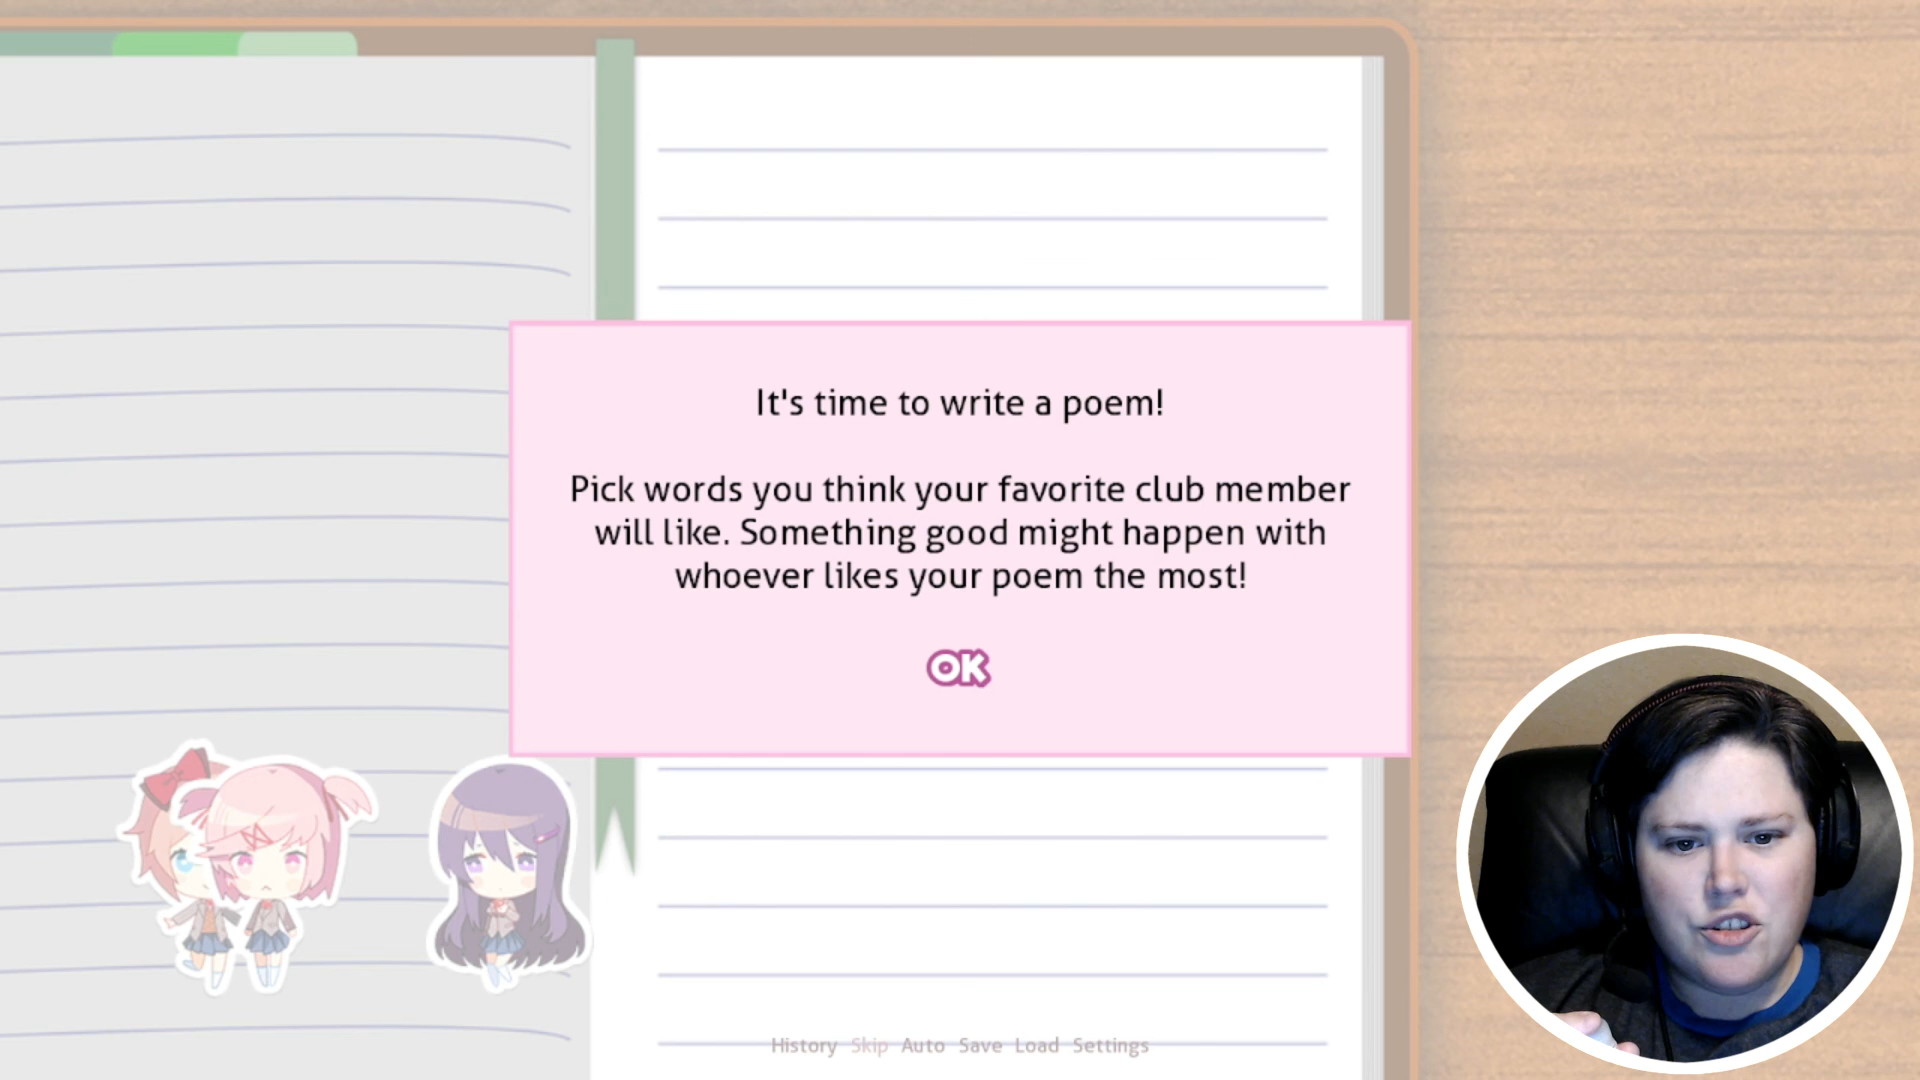 It's time to write a poem!
Pick words you think your favorite club member
will like. Something good might happen with
whoever likes your poem the most!
OK
History Skip Auto Save Load Settings